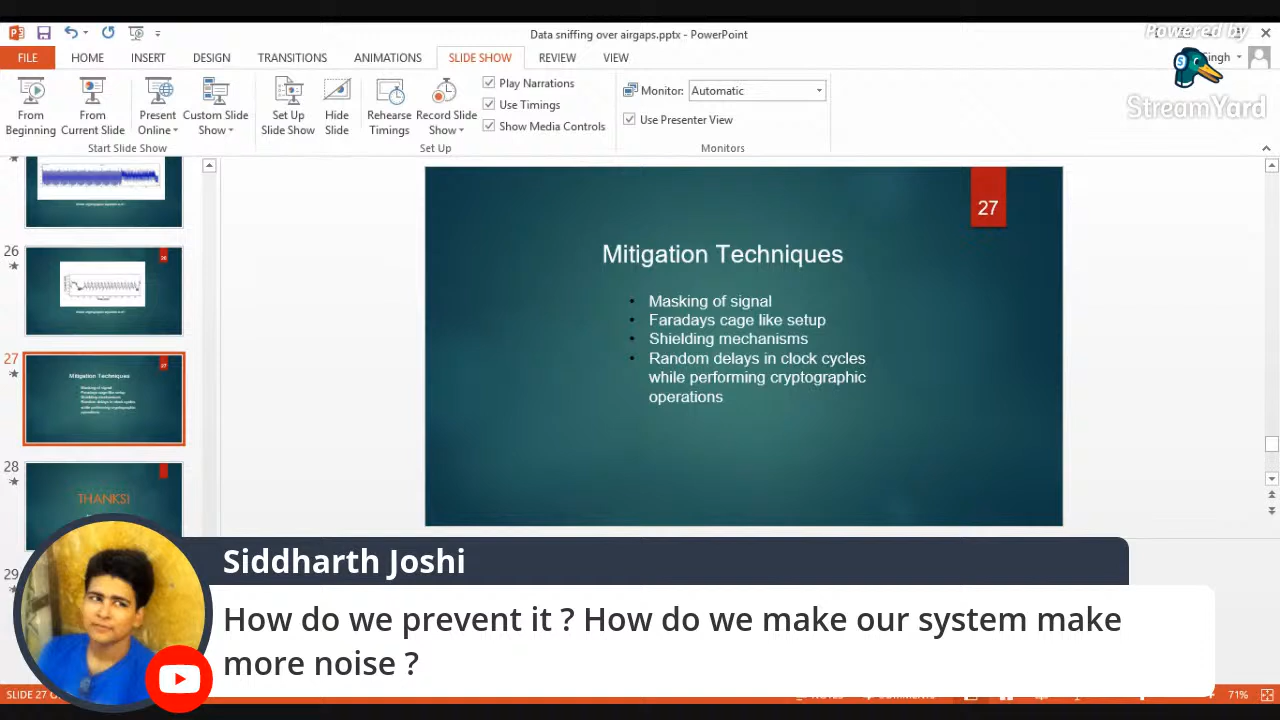 Data sniffing over airgaps.pptx - PowerPoint
Powered by
Singh
StreamYard
FILE
HOME
INSERT
DESIGN
TRANSITIONS
ANIMATIONS
SLIDE SHOW
REVIEW
VIEW
From Beginning
From Current Slide
Present Online
Custom Slide Show
Start Slide Show
Set Up Slide Show
Hide Slide
Rehearse Timings
Record Slide Show
Play Narrations
Use Timings
Show Media Controls
Set Up
Monitor:
Automatic
Use Presenter View
Monitors
26
27
Mitigation Techniques
28
THANKS!
29
27
Mitigation Techniques
• Masking of signal
• Faradays cage like setup
• Shielding mechanisms
• Random delays in clock cycles
while performing cryptographic
operations
Siddharth Joshi
How do we prevent it ? How do we make our system make
more noise ?
SLIDE 27 O
71%